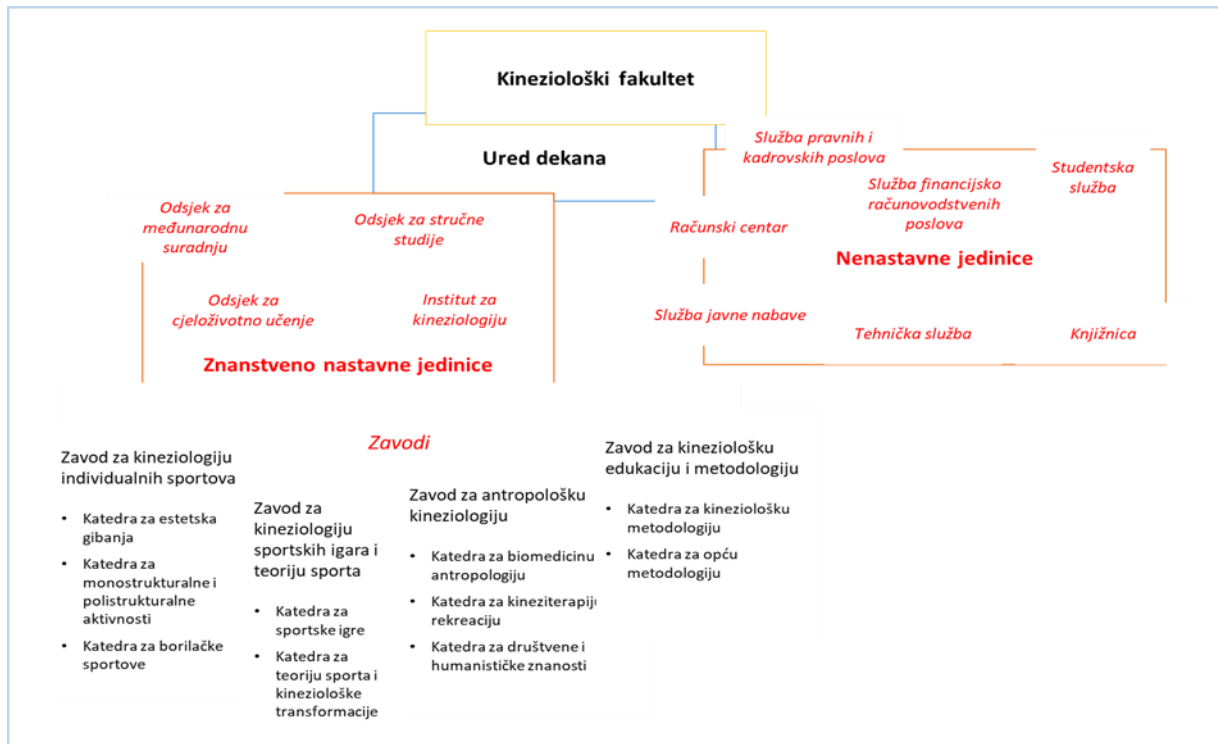 Kineziološki fakultet
Ured dekana
Služba pravnih i
kadrovskih poslova
Studentska
služba
Služba financijsko
računovodstvenih
poslova
Računski centar
Nenastavne jedinice
Služba javne nabave
Tehnička služba
Knjižnica
Odsjek za
međunarodnu
suradnju
Odsjek za stručne
studije
Odsjek za
cjeloživotno učenje
Institut za
kineziologiju
Znanstveno nastavne jedinice
Zavodi
Zavod za kineziologiju
individualnih sportova
• Katedra za estetska
gibanja
• Katedra za
monostrukturalne i
polistrukturalne
aktivnosti
• Katedra za borilačke
sportove
Zavod za
kineziologiju
sportskih igara i
teoriju sporta
• Katedra za
sportske igre
• Katedra za
teoriju sporta i
kineziološke
transformacije
Zavod za antropološku
kineziologiju
• Katedra za biomedicinu
antropologiju
• Katedra za kineziterapiju
rekreaciju
• Katedra za društvene i
humanističke znanosti
Zavod za kineziološku
edukaciju i metodologiju
• Katedra za kineziološku
metodologiju
• Katedra za opću
metodologiju